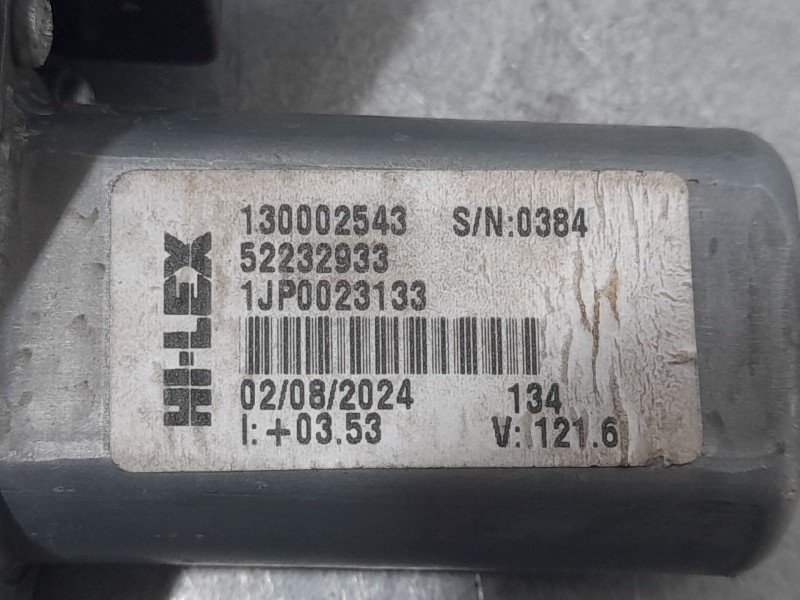 HI-LEX
130002543 S/N:0384
52232933
1JP0023133
02/08/2024 134
I: +03.53 V: 121.6